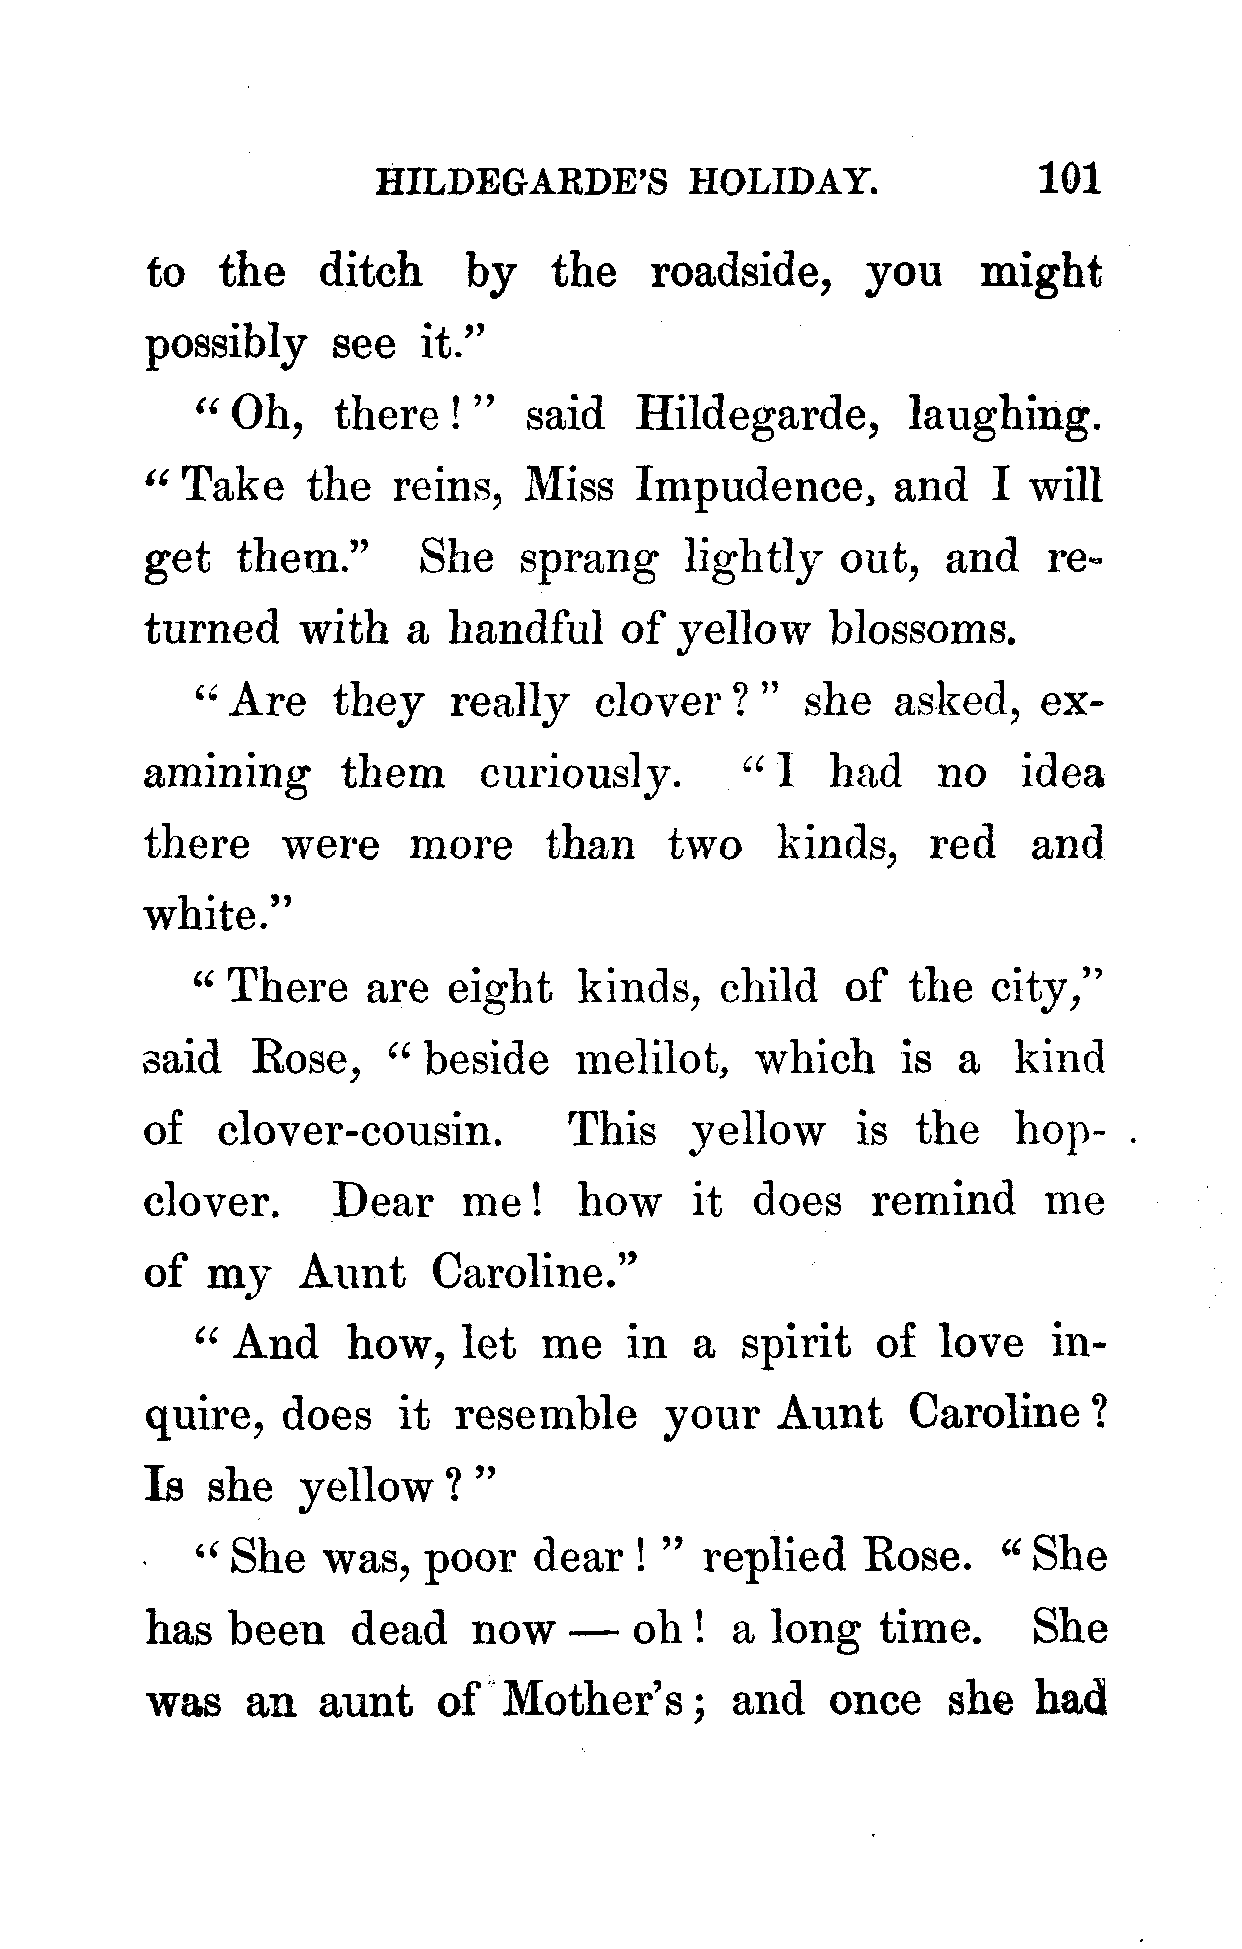 HILDEGARDE'S HOLIDAY. 101
to the ditch by the roadside, you might
possibly see it."
"Oh, there!" said Hildegarde, laughing.
"Take the reins, Miss Impudence, and I will
get them." She sprang lightly out, and re-
turned with a handful of yellow blossoms.
"Are they really clover?" she asked, ex-
amining them curiously. "I had no idea
there were more than two kinds, red and
white."
"There are eight kinds, child of the city,"
said Rose, "beside melilot, which is a kind
of clover-cousin. This yellow is the hop-
clover. Dear me! how it does remind me
of my Aunt Caroline."
"And how, let me in a spirit of love in-
quire, does it resemble your Aunt Caroline?
Is she yellow?"
"She was, poor dear!" replied Rose. "She
has been dead now — oh! a long time. She
was an aunt of Mother's; and once she had